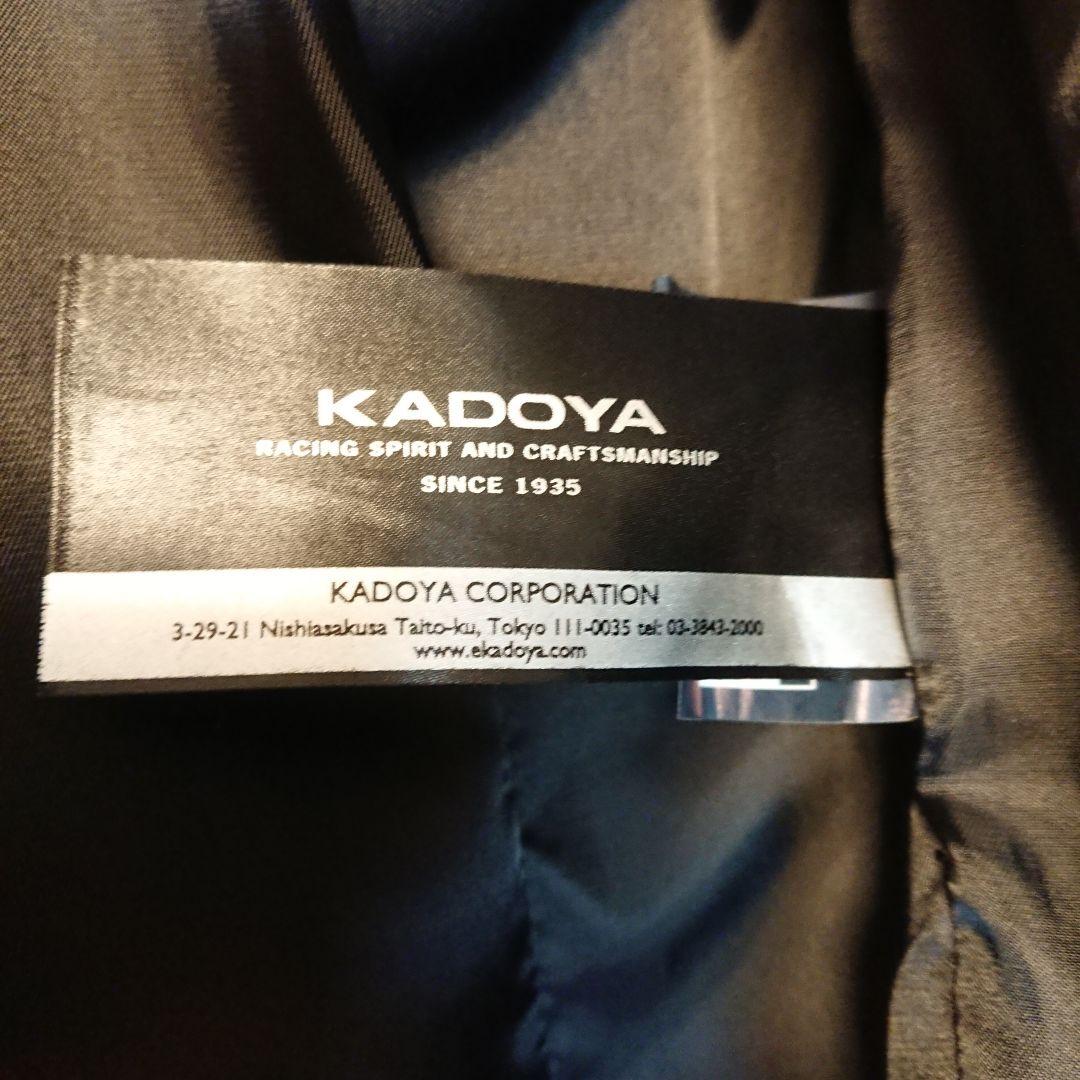 KADOYA
RACING SPIRIT AND CRAFTSMANSHIP
SINCE 1935
KADOYA CORPORATION
3-29-21 Nishiasakusa Taito-ku, Tokyo 111-0035 tel: 03-3843-2000
www.ekadoya.com